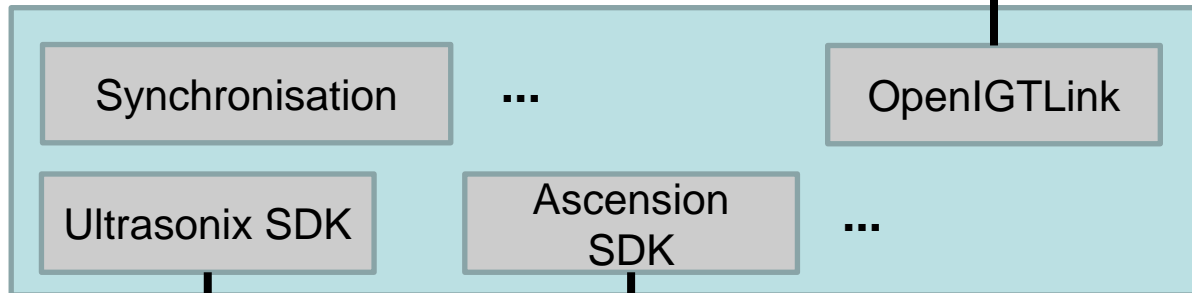 Synchronisation ... OpenIGTLink
Ultrasonix SDK Ascension SDK ...